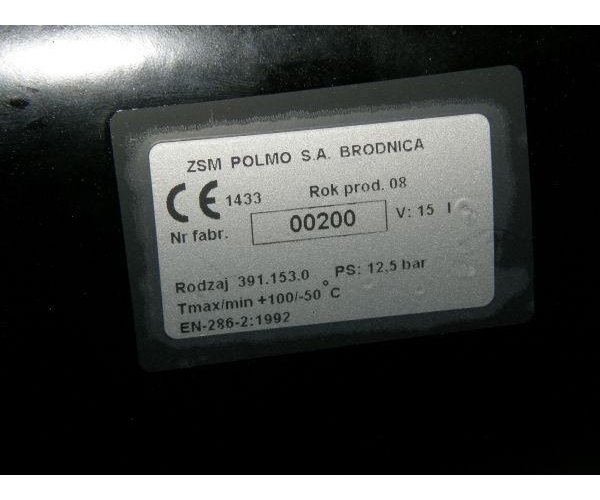 ZSM POLMO S.A. BRODNICA
CE 1433 Rok prod. 08
Nr fabr. 00200 V: 15 l
Rodzaj 391.153.0 PS: 12,5 bar
Tmax/min +100/-50°C
EN-286-2:1992